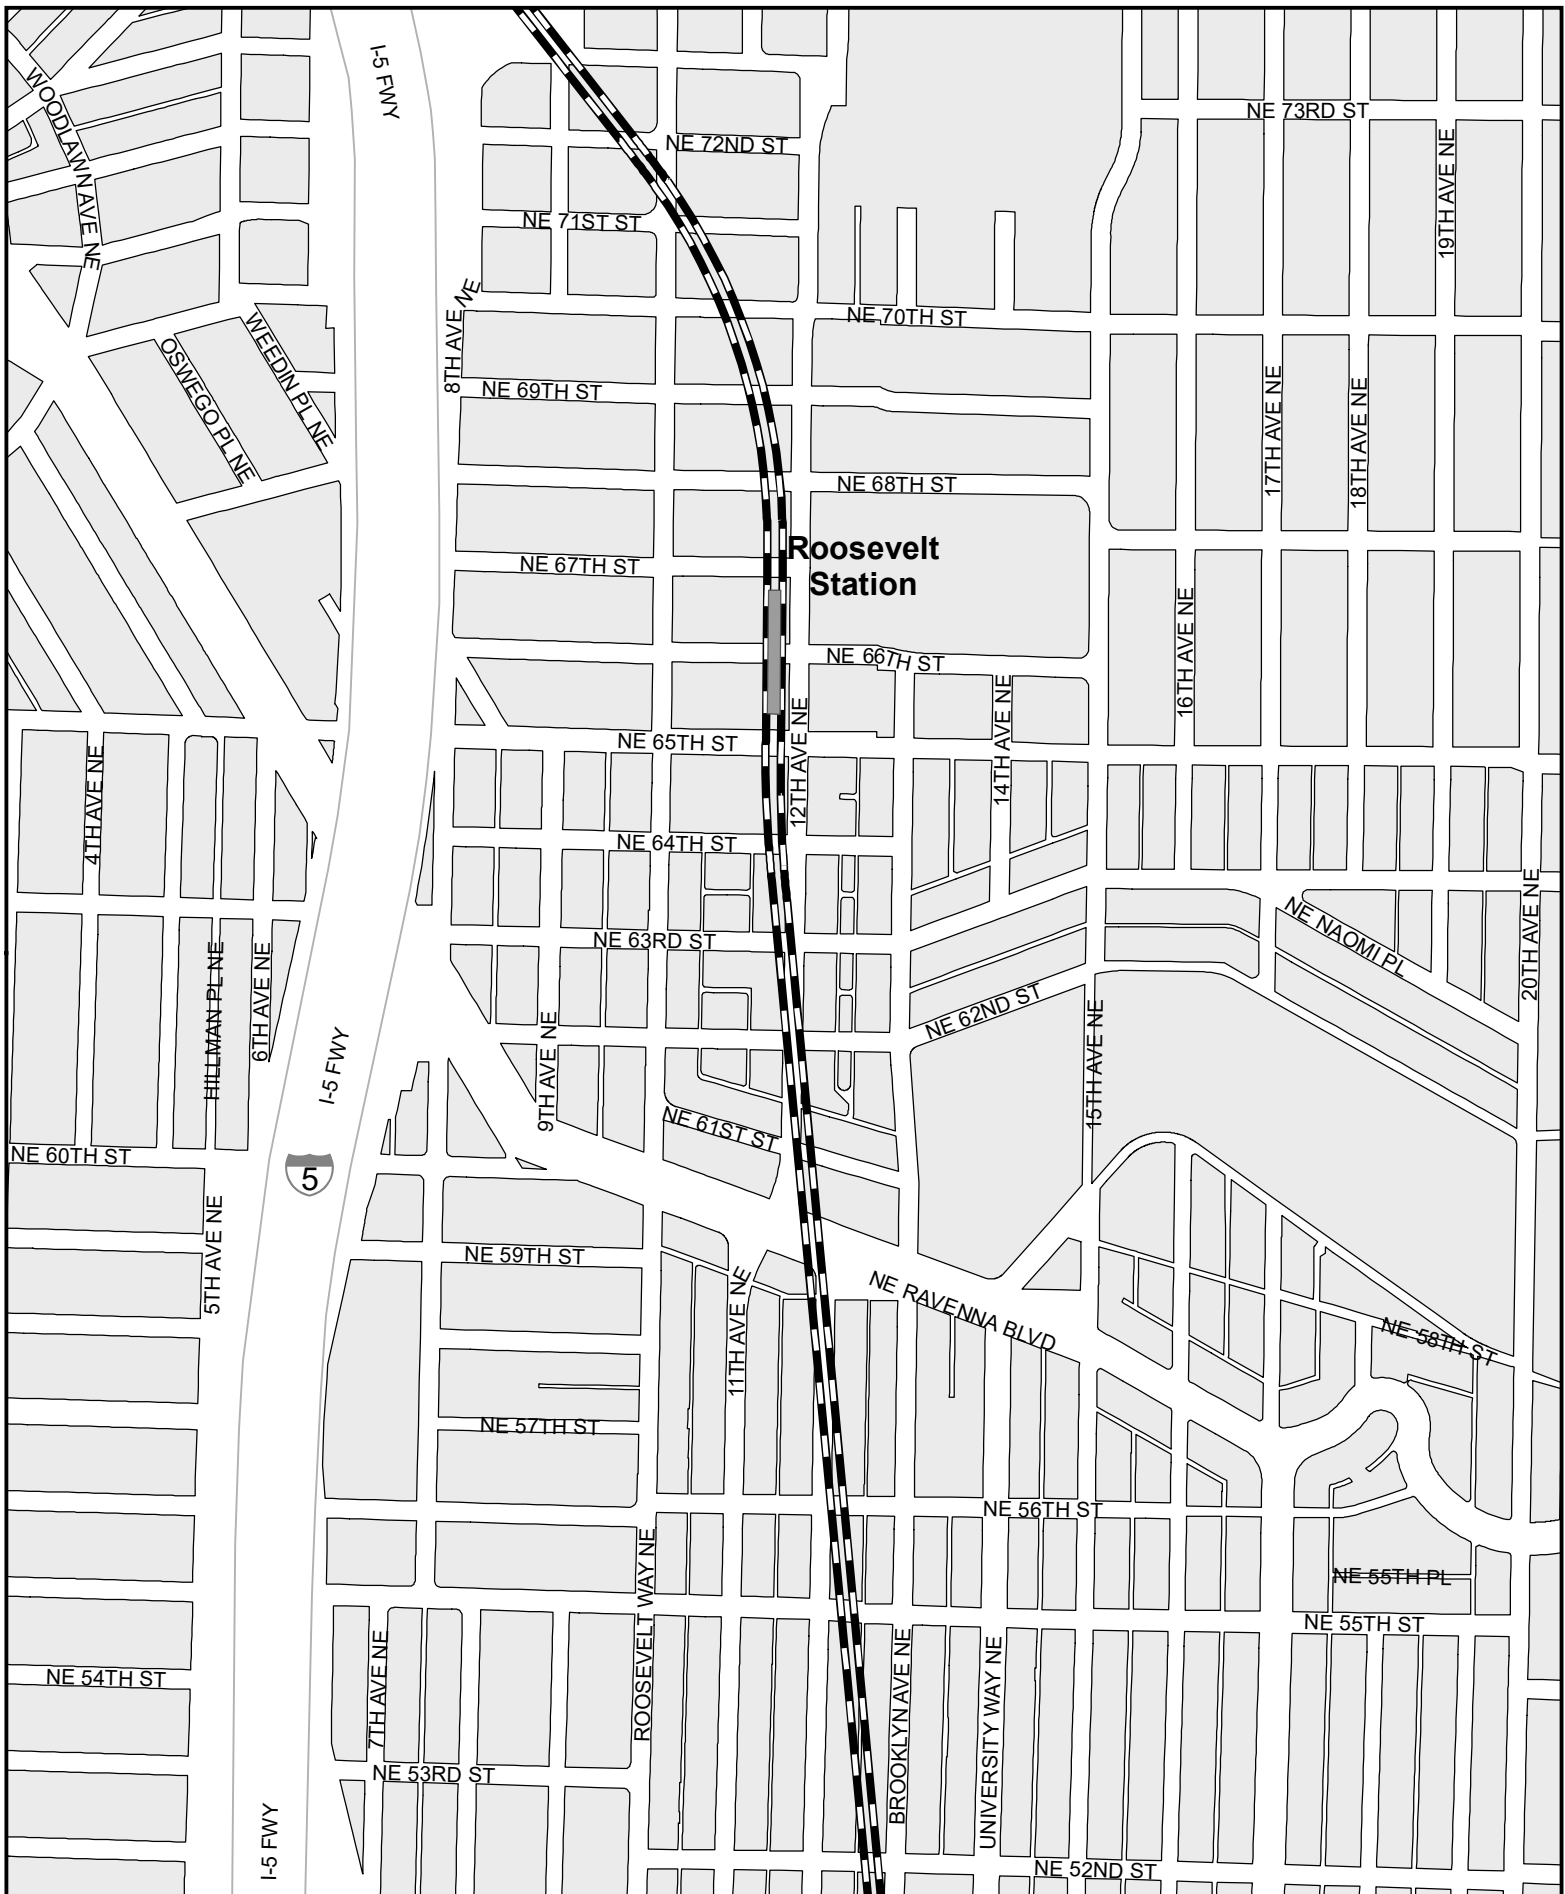 I-5 FWY
WOODLAWN AVE NE
NE 73RD ST
NE 72ND ST
19TH AVE NE
NE 71ST ST
8TH AVE NE
NE 70TH ST
WEEDIN PL NE
OSWEGO PL NE
NE 69TH ST
17TH AVE NE
18TH AVE NE
NE 68TH ST
Roosevelt
Station
NE 67TH ST
16TH AVE NE
NE 66TH ST
14TH AVE NE
12TH AVE NE
NE 65TH ST
4TH AVE NE
NE 64TH ST
20TH AVE NE
NE NAOMI PL
NE 63RD ST
HILLMAN PL NE
6TH AVE NE
NE 62ND ST
15TH AVE NE
9TH AVE NE
I-5 FWY
NE 61ST ST
NE 60TH ST
5
5TH AVE NE
NE 59TH ST
11TH AVE NE
NE RAVENNA BLVD
NE 58TH ST
NE 57TH ST
NE 56TH ST
ROOSEVELT WAY NE
NE 55TH PL
NE 55TH ST
7TH AVE NE
BROOKLYN AVE NE
UNIVERSITY WAY NE
NE 54TH ST
NE 53RD ST
I-5 FWY
NE 52ND ST